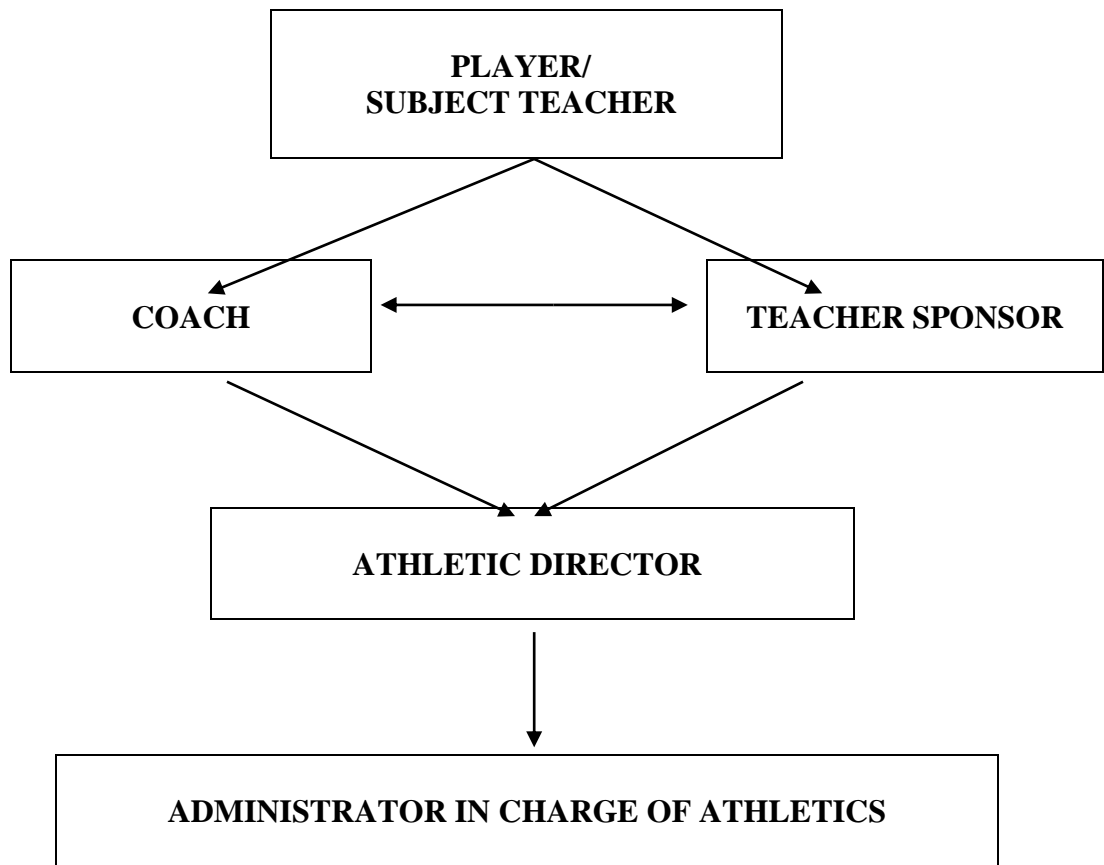 PLAYER/
SUBJECT TEACHER
COACH
TEACHER SPONSOR
ATHLETIC DIRECTOR
ADMINISTRATOR IN CHARGE OF ATHLETICS